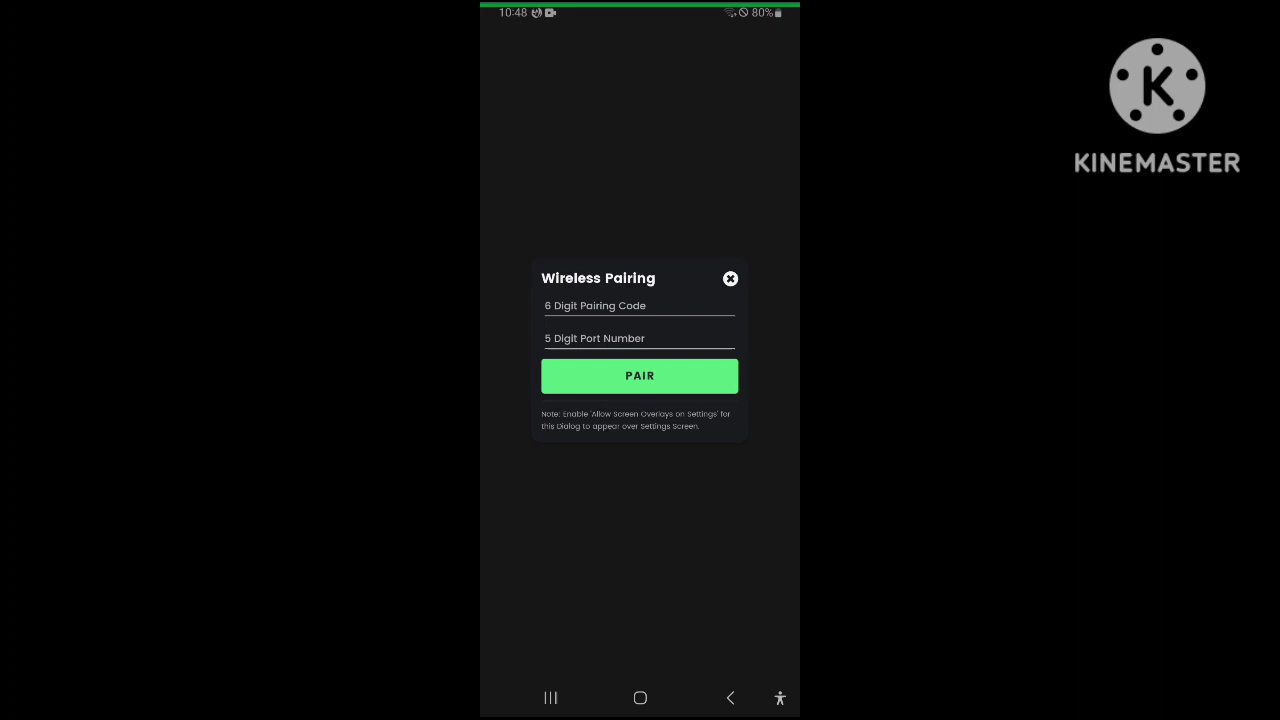 10:48
80%
K
KINEMASTER
Wireless Pairing
6 Digit Pairing Code
5 Digit Port Number
PAIR
Note: Enable 'Allow Screen Overlays on Settings' for
this Dialog to appear over Settings Screen.